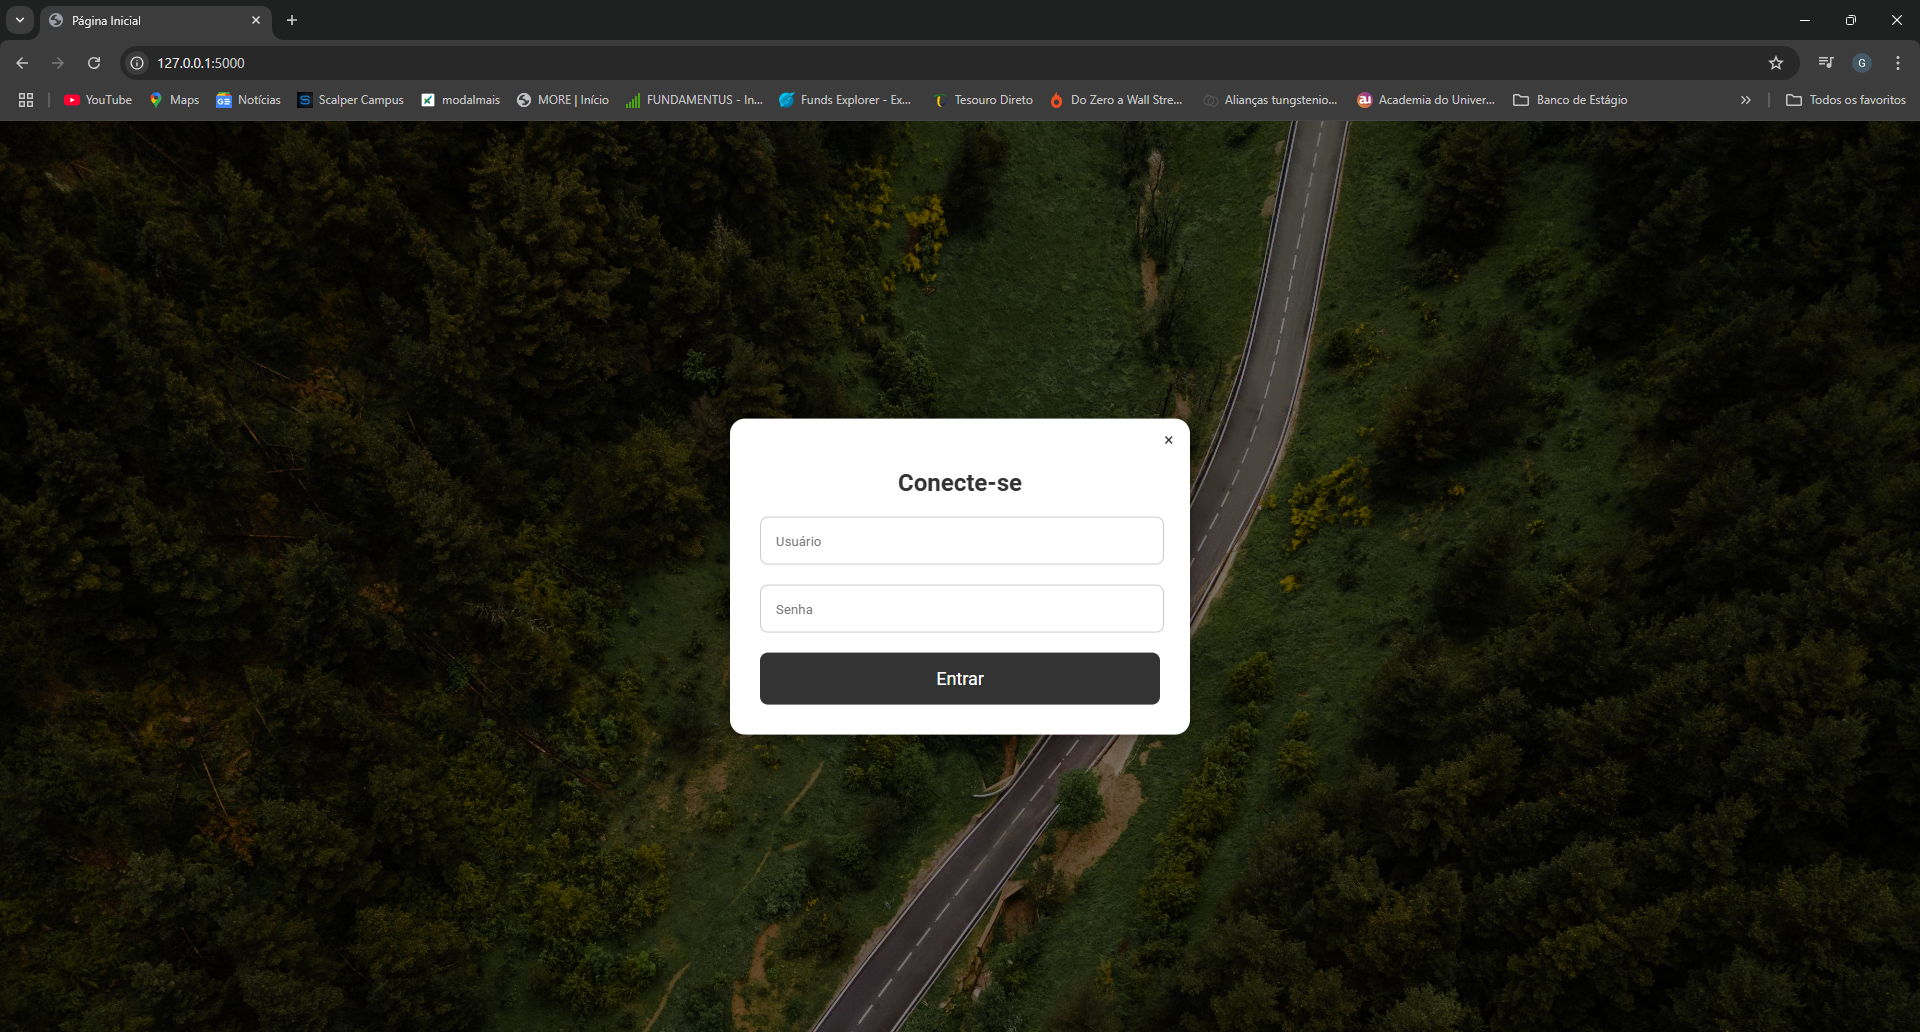 Página Inicial
127.0.0.1:5000
YouTube Maps Notícias Scalper Campus modalmais MORE | Início FUNDAMENTUS - In... Funds Explorer - Ex... Tesouro Direto Do Zero a Wall Stre... Alianças tungstenio... Academia do Univer... Banco de Estágio » Todos os favoritos
Conecte-se
Usuário
Senha
Entrar